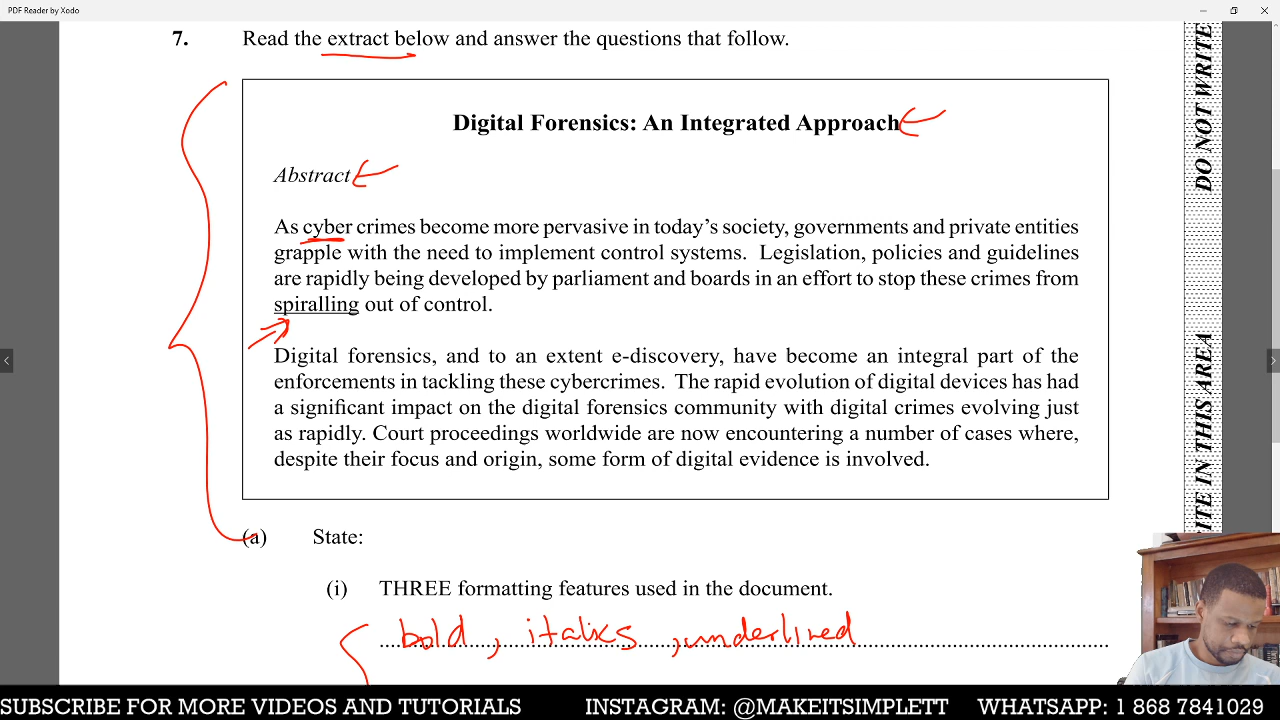 PDF Reader by Xodo
7. Read the extract below and answer the questions that follow.
Digital Forensics: An Integrated Approach
Abstract
As cyber crimes become more pervasive in today's society, governments and private entities
grapple with the need to implement control systems. Legislation, policies and guidelines
are rapidly being developed by parliament and boards in an effort to stop these crimes from
spiralling out of control.
Digital forensics, and to an extent e-discovery, have become an integral part of the
enforcements in tackling these cybercrimes. The rapid evolution of digital devices has had
a significant impact on the digital forensics community with digital crimes evolving just
as rapidly. Court proceedings worldwide are now encountering a number of cases where,
despite their focus and origin, some form of digital evidence is involved.
(a) State:
(i) THREE formatting features used in the document.
bold, italics, underlined
DO NOT WRITE
ITE IN THIS AREA
SUBSCRIBE FOR MORE VIDEOS AND TUTORIALS INSTAGRAM: @MAKEITSIMPLETT WHATSAPP: 1 868 7841029